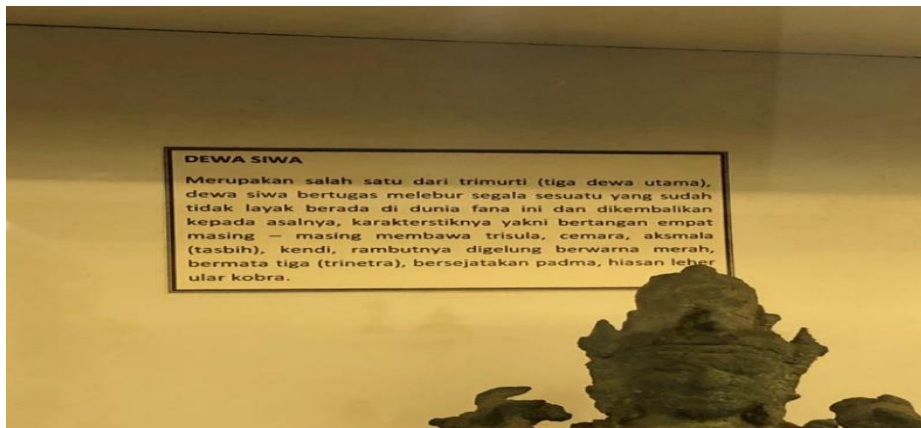 DEWA SIWA
Merupakan salah satu dari trimurti (tiga dewa utama),
dewa siwa bertugas melebur segala sesuatu yang sudah
tidak layak berada di dunia fana ini dan dikembalikan
kepada asalnya, karakterstiknya yakni bertangan empat
masing – masing membawa trisula, cemara, aksmala
(tasbih), kendi, rambutnya digelung berwarna merah,
bermata tiga (trinetra), bersejatakan padma, hiasan leher
ular kobra.